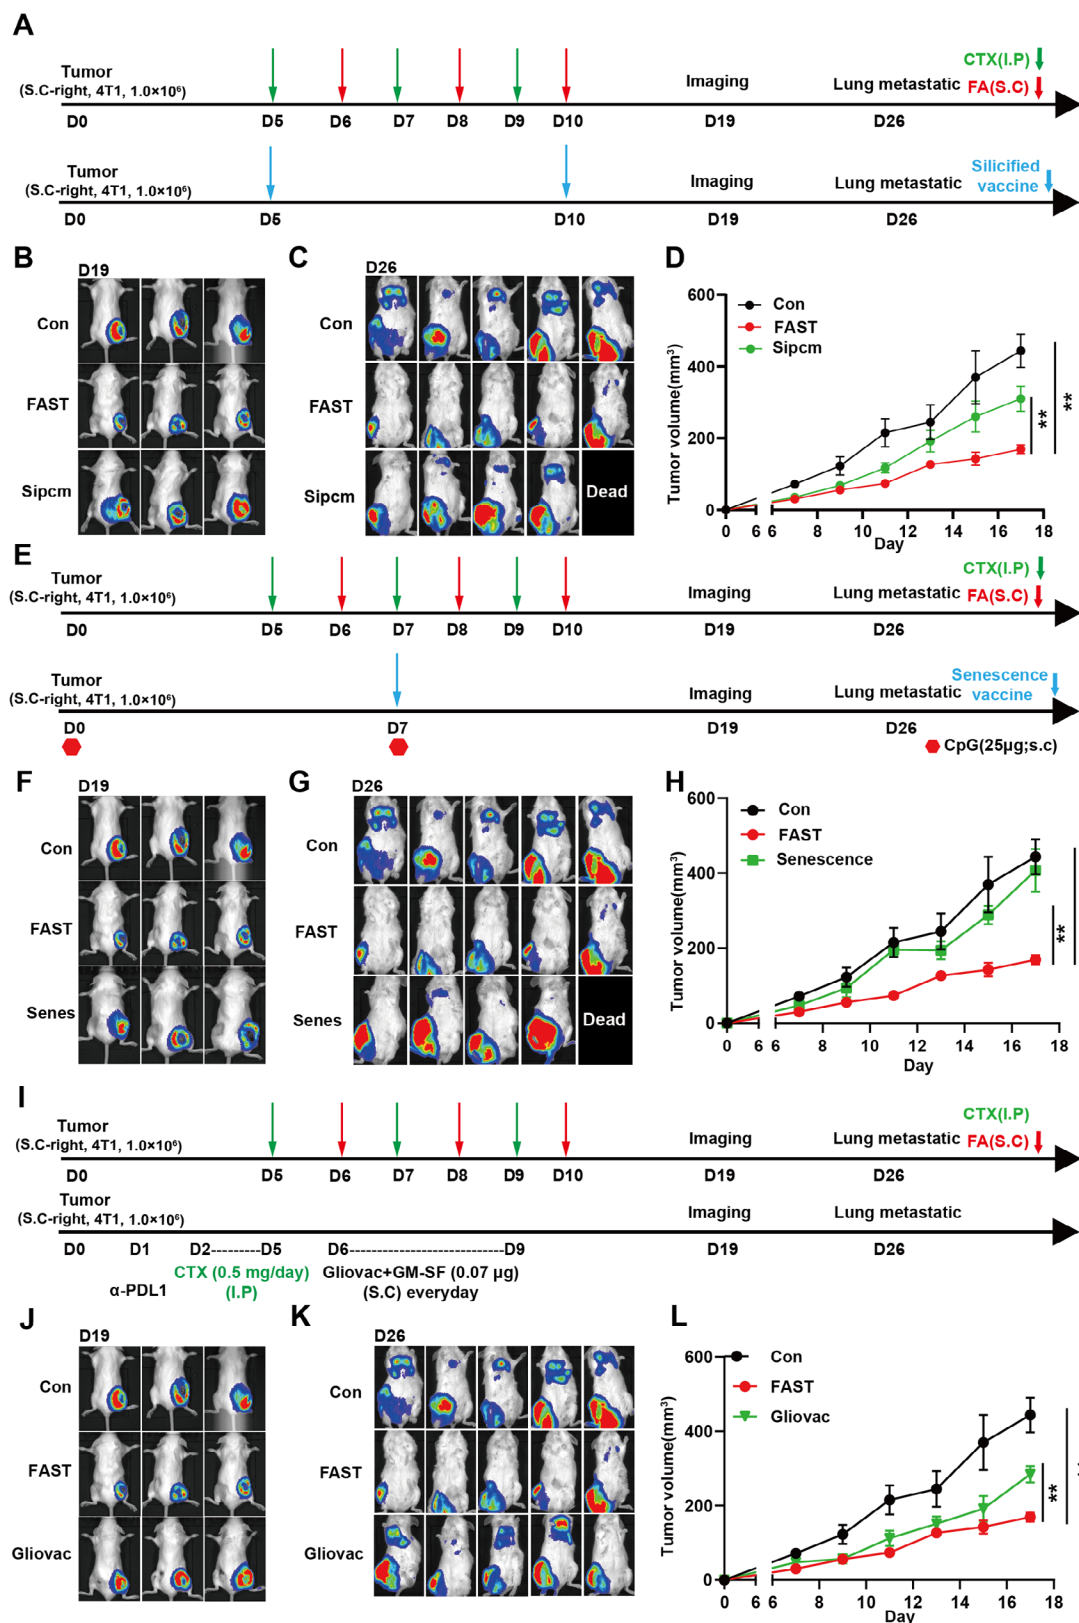 A
Tumor
(S.C-right, 4T1, 1.0×10⁶)
CTX(I.P)
Imaging
Lung metastatic
FA(S.C)
D0
D5
D6
D7
D8
D9
D10
D19
D26
Tumor
(S.C-right, 4T1, 1.0×10⁶)
Imaging
Lung metastatic
Silicified
vaccine
D0
D5
D10
D19
D26
B
D19
Con
FAST
Sipcm
C
D26
Con
FAST
Sipcm
Dead
D
Con
FAST
Sipcm
Tumor volume(mm³)
600
400
200
0
0
6
6
8
10
12
14
16
18
Day
**
**
E
Tumor
(S.C-right, 4T1, 1.0×10⁶)
CTX(I.P)
Imaging
Lung metastatic
FA(S.C)
D0
D5
D6
D7
D8
D9
D10
D19
D26
Tumor
(S.C-right, 4T1, 1.0×10⁶)
Imaging
Lung metastatic
Senescence
vaccine
D0
D7
D19
D26
CpG(25μg;s.c)
F
D19
Con
FAST
Senes
G
D26
Con
FAST
Senes
Dead
H
Con
FAST
Senescence
Tumor volume(mm³)
600
400
200
0
0
6
6
8
10
12
14
16
18
Day
**
I
Tumor
(S.C-right, 4T1, 1.0×10⁶)
CTX(I.P)
Imaging
Lung metastatic
FA(S.C)
D0
D5
D6
D7
D8
D9
D10
D19
D26
Tumor
(S.C-right, 4T1, 1.0×10⁶)
Imaging
Lung metastatic
D0
D1
D2---------D5
D6----------------------------D9
D19
D26
α-PDL1
CTX (0.5 mg/day)
(I.P)
Gliovac+GM-SF (0.07 μg)
(S.C) everyday
J
D19
Con
FAST
Gliovac
K
D26
Con
FAST
Gliovac
L
Con
FAST
Gliovac
Tumor volume(mm³)
600
400
200
0
0
6
6
8
10
12
14
16
18
Day
**